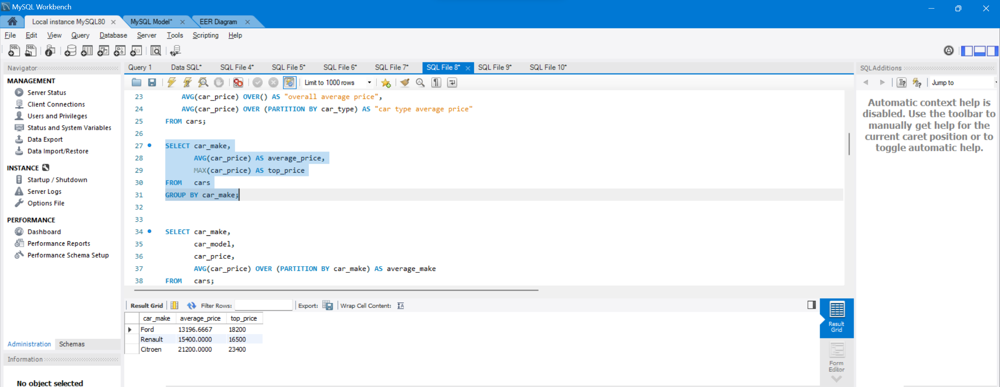 MySQL Workbench
Local instance MySQL80
MySQL Model*
EER Diagram
File Edit View Query Database Server Tools Scripting Help
Navigator
MANAGEMENT
Server Status
Client Connections
Users and Privileges
Status and System Variables
Data Export
Data Import/Restore
INSTANCE
Startup / Shutdown
Server Logs
Options File
PERFORMANCE
Dashboard
Performance Reports
Performance Schema Setup
Administration Schemas
Information
No object selected
Query 1 Data SQL* SQL File 4* SQL File 5* SQL File 6* SQL File 7* SQL File 8* SQL File 9* SQL File 10*
Limit to 1000 rows
23 AVG(car_price) OVER() AS "overall average price",
24 AVG(car_price) OVER (PARTITION BY car_type) AS "car type average price"
25 FROM cars;
26
27 SELECT car_make,
28 AVG(car_price) AS average_price,
29 MAX(car_price) AS top_price
30 FROM cars
31 GROUP BY car_make;
32
33
34 SELECT car_make,
35 car_model,
36 car_price,
37 AVG(car_price) OVER (PARTITION BY car_make) AS average_make
38 FROM cars;
Result Grid Filter Rows: Export: Wrap Cell Content:
car_make average_price top_price
Ford 13196.6667 18200
Renault 15400.0000 16500
Citroen 21200.0000 23400
Result
Grid
Form
Editor
SQLAdditions
Jump to
Automatic context help is
disabled. Use the toolbar to
manually get help for the
current caret position or to
toggle automatic help.